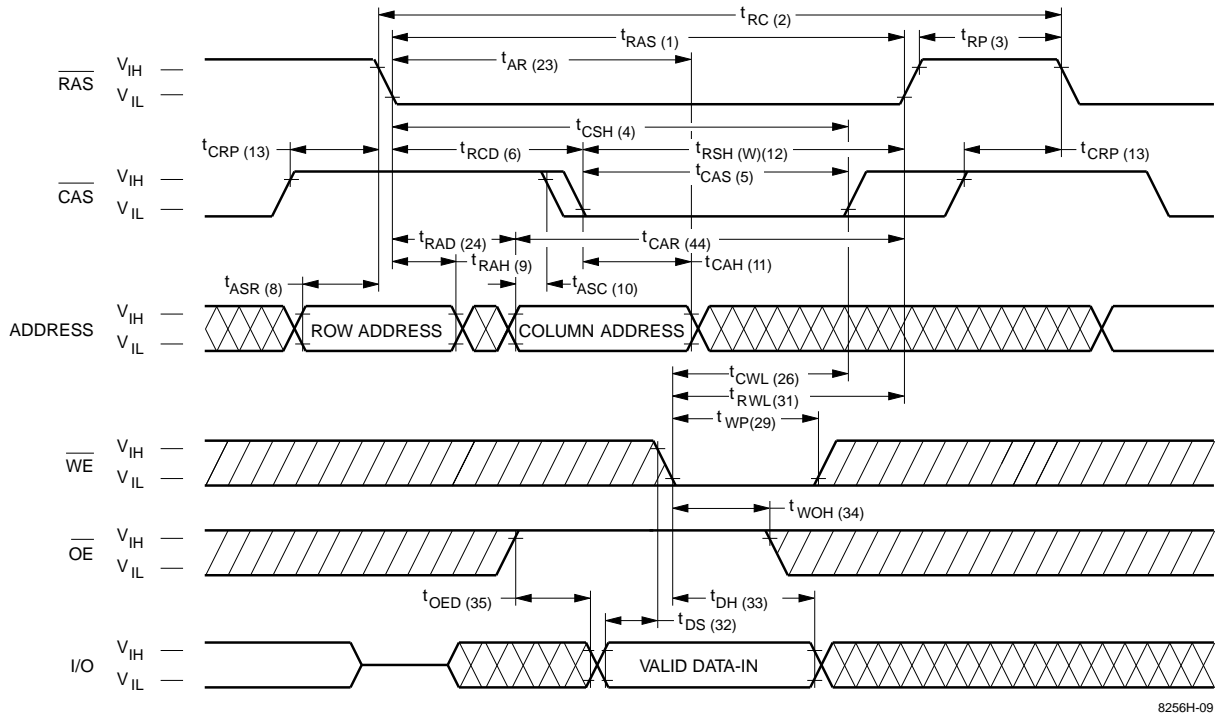 tRC (2)
tRAS (1)
tRP (3)
tAR (23)
RAS
VIH
VIL
tCSH (4)
tCRP (13)
tRCD (6)
tRSH (W)(12)
tCRP (13)
tCAS (5)
CAS
VIH
VIL
tRAD (24)
tCAR (44)
tRAH (9)
tCAH (11)
tASR (8)
tASC (10)
ADDRESS
VIH
VIL
ROW ADDRESS
COLUMN ADDRESS
tCWL (26)
tRWL(31)
tWP(29)
WE
VIH
VIL
tWOH (34)
OE
VIH
VIL
tOED (35)
tDH (33)
tDS (32)
I/O
VIH
VIL
VALID DATA-IN
8256H-09